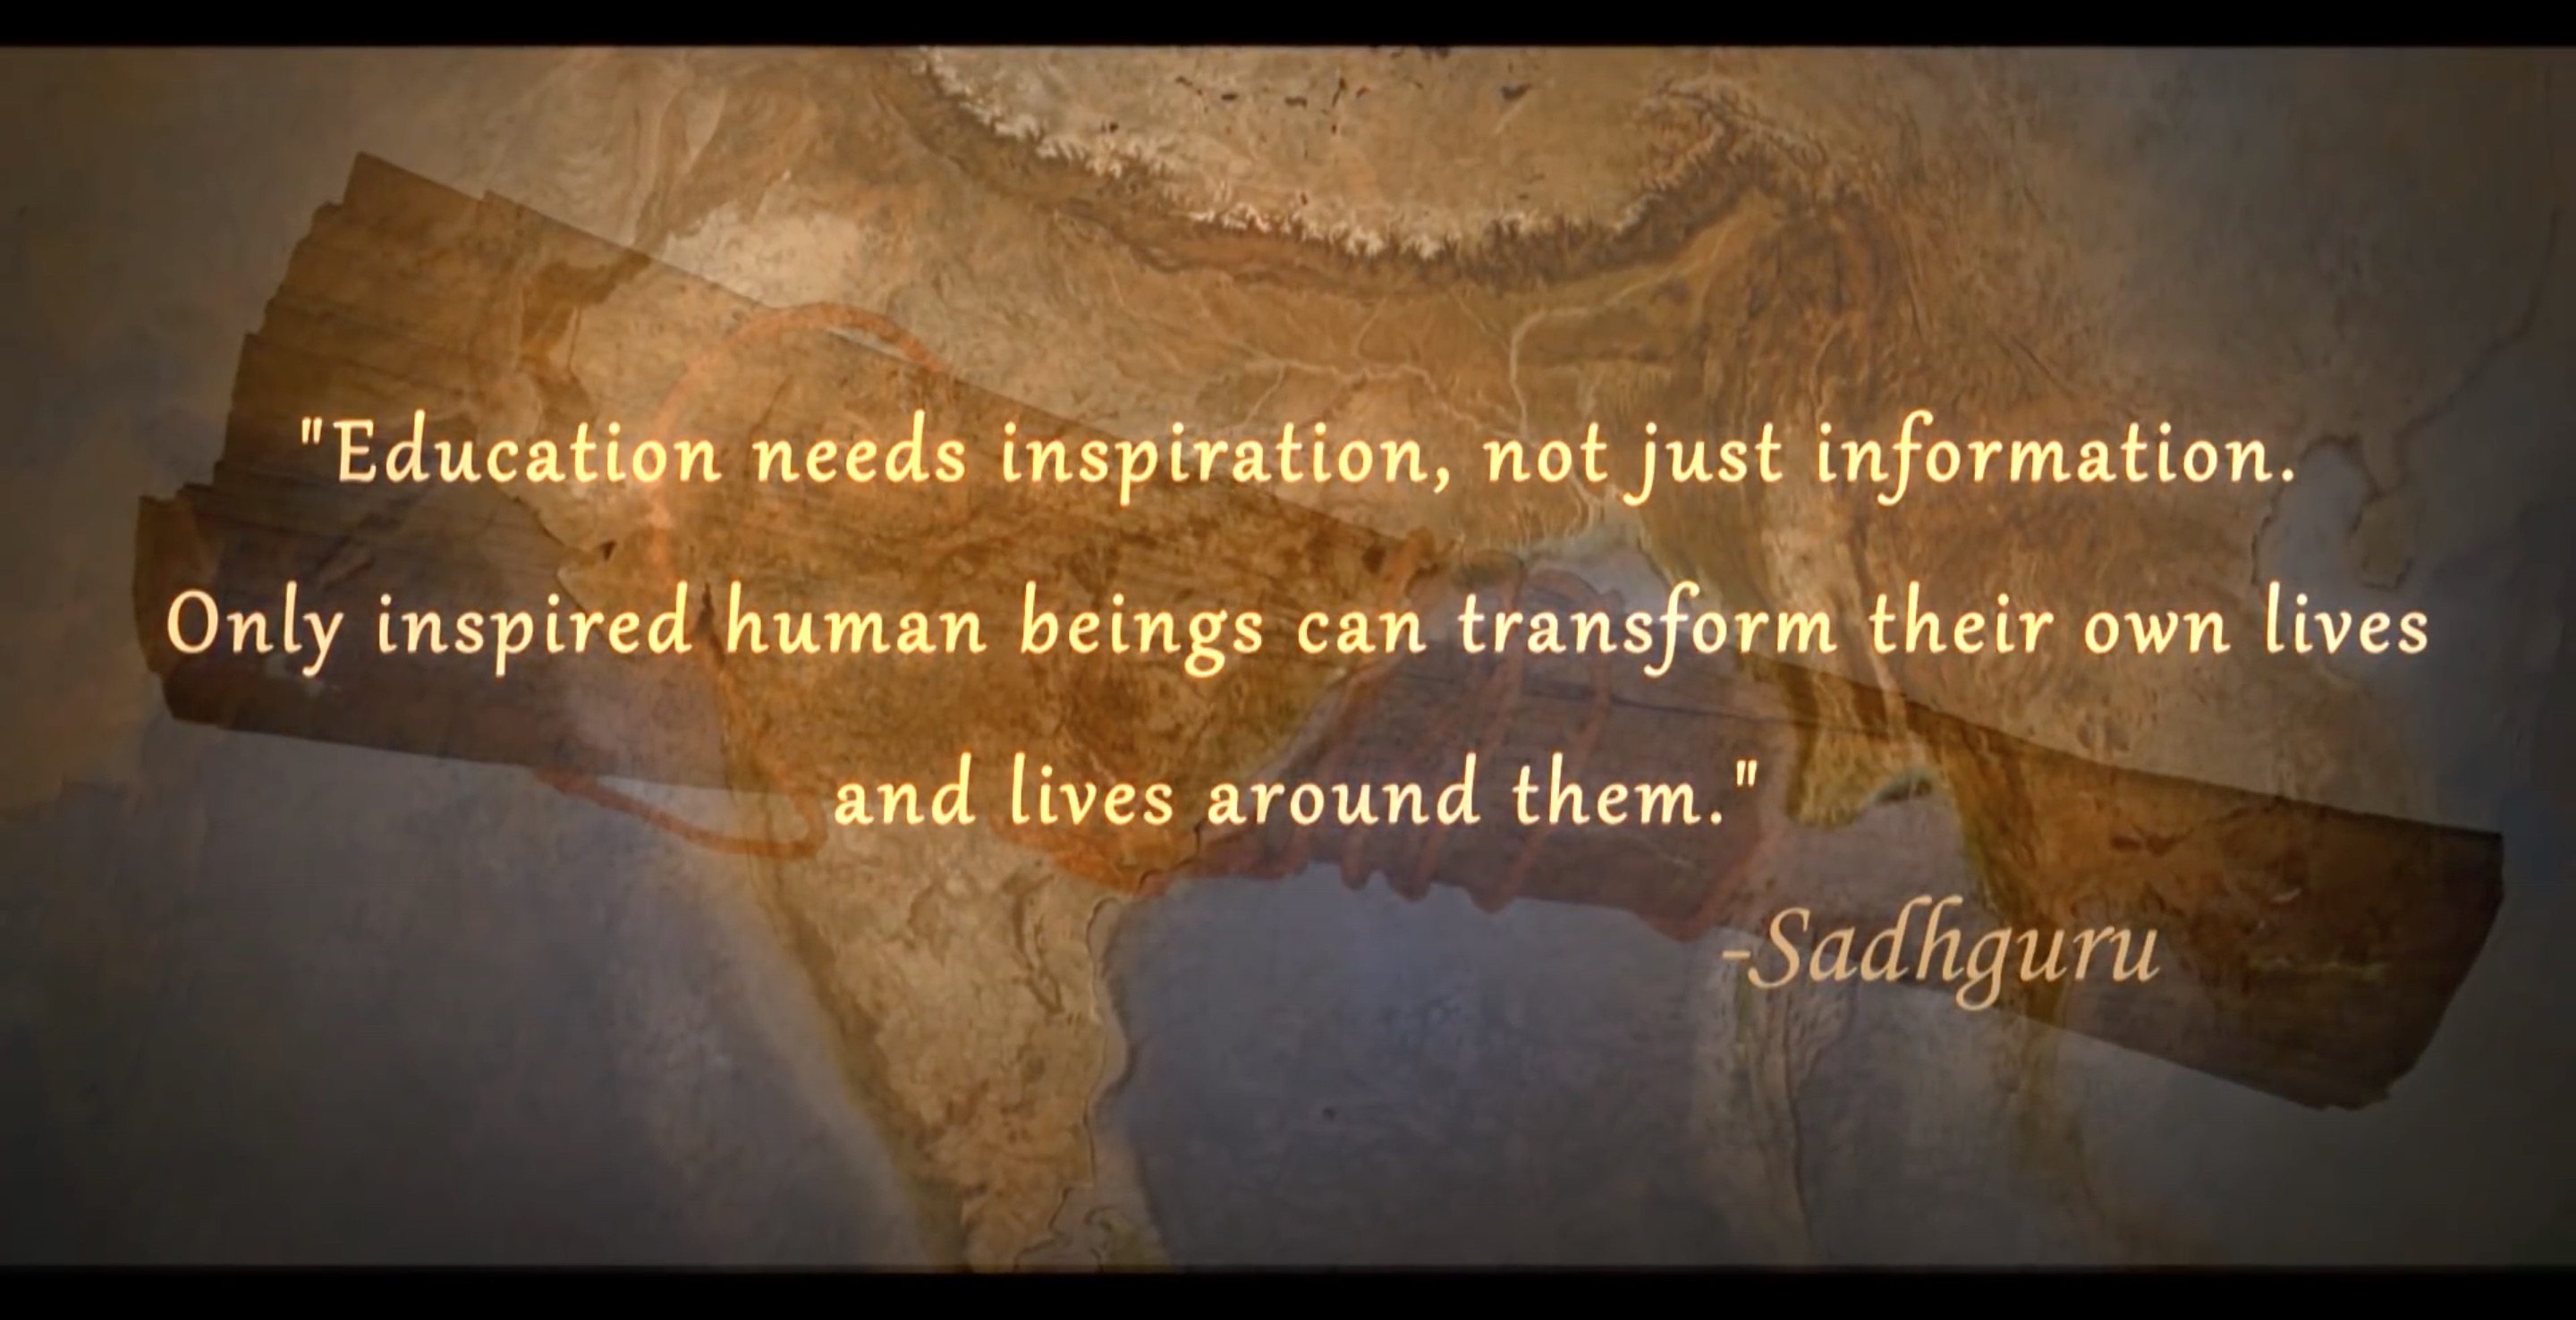 "Education needs inspiration, not just information.
Only inspired human beings can transform their own lives
and lives around them."
-Sadhguru